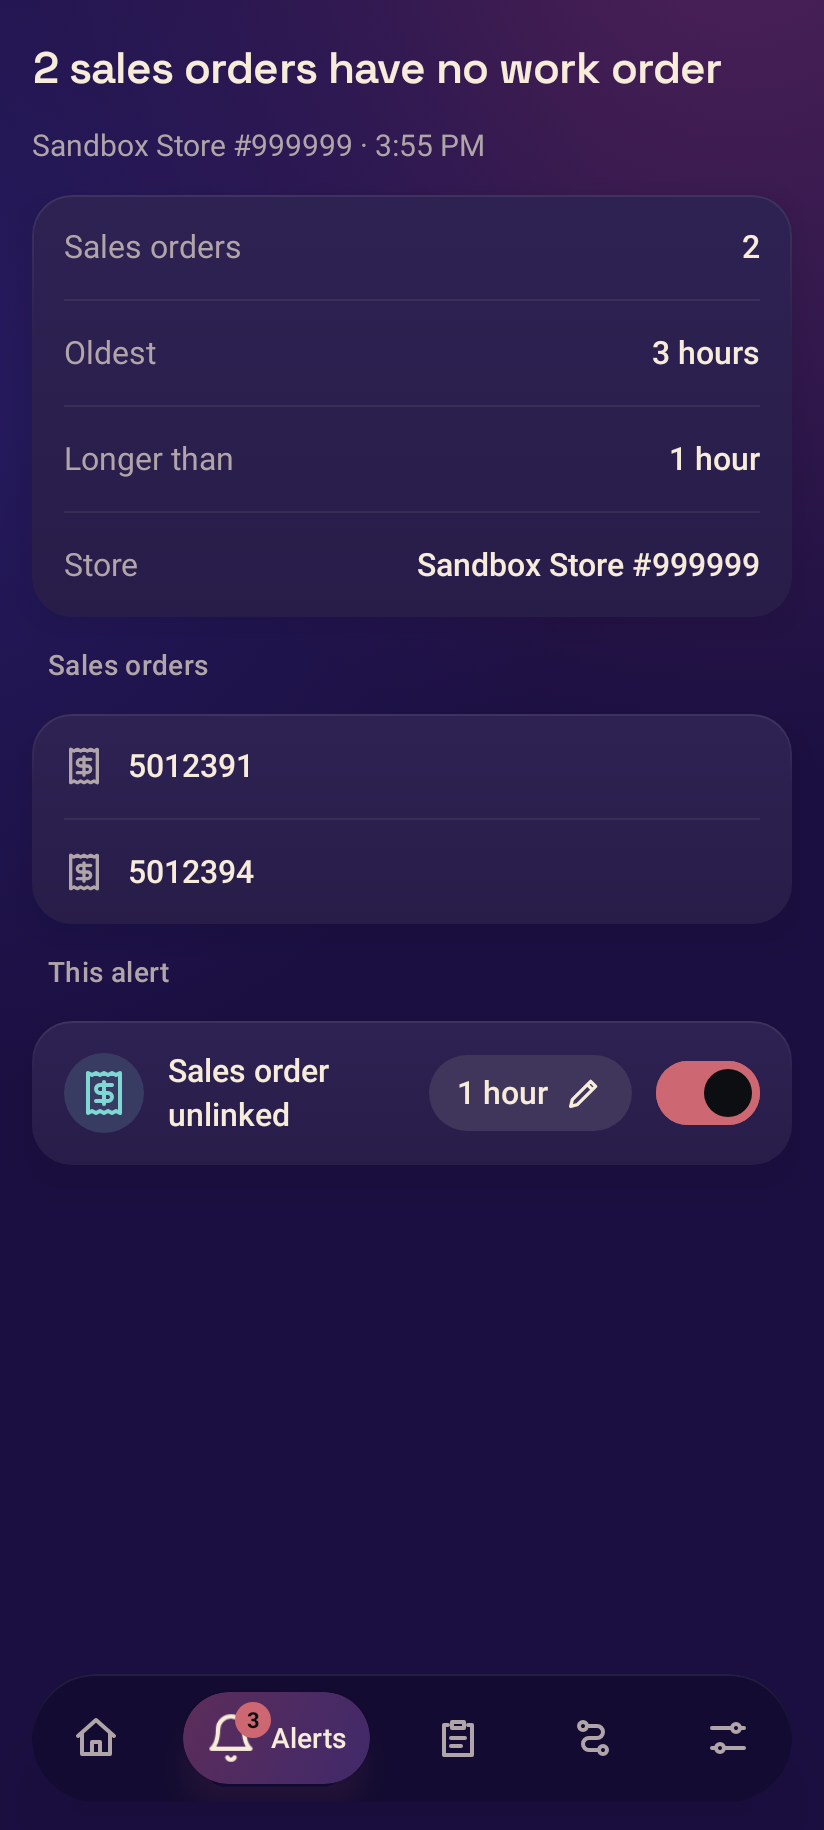 2 sales orders have no work order
Sandbox Store #999999 · 3:55 PM
Sales orders 2
Oldest 3 hours
Longer than 1 hour
Store Sandbox Store #999999
Sales orders
5012391
5012394
This alert
Sales order
unlinked
1 hour
3
Alerts